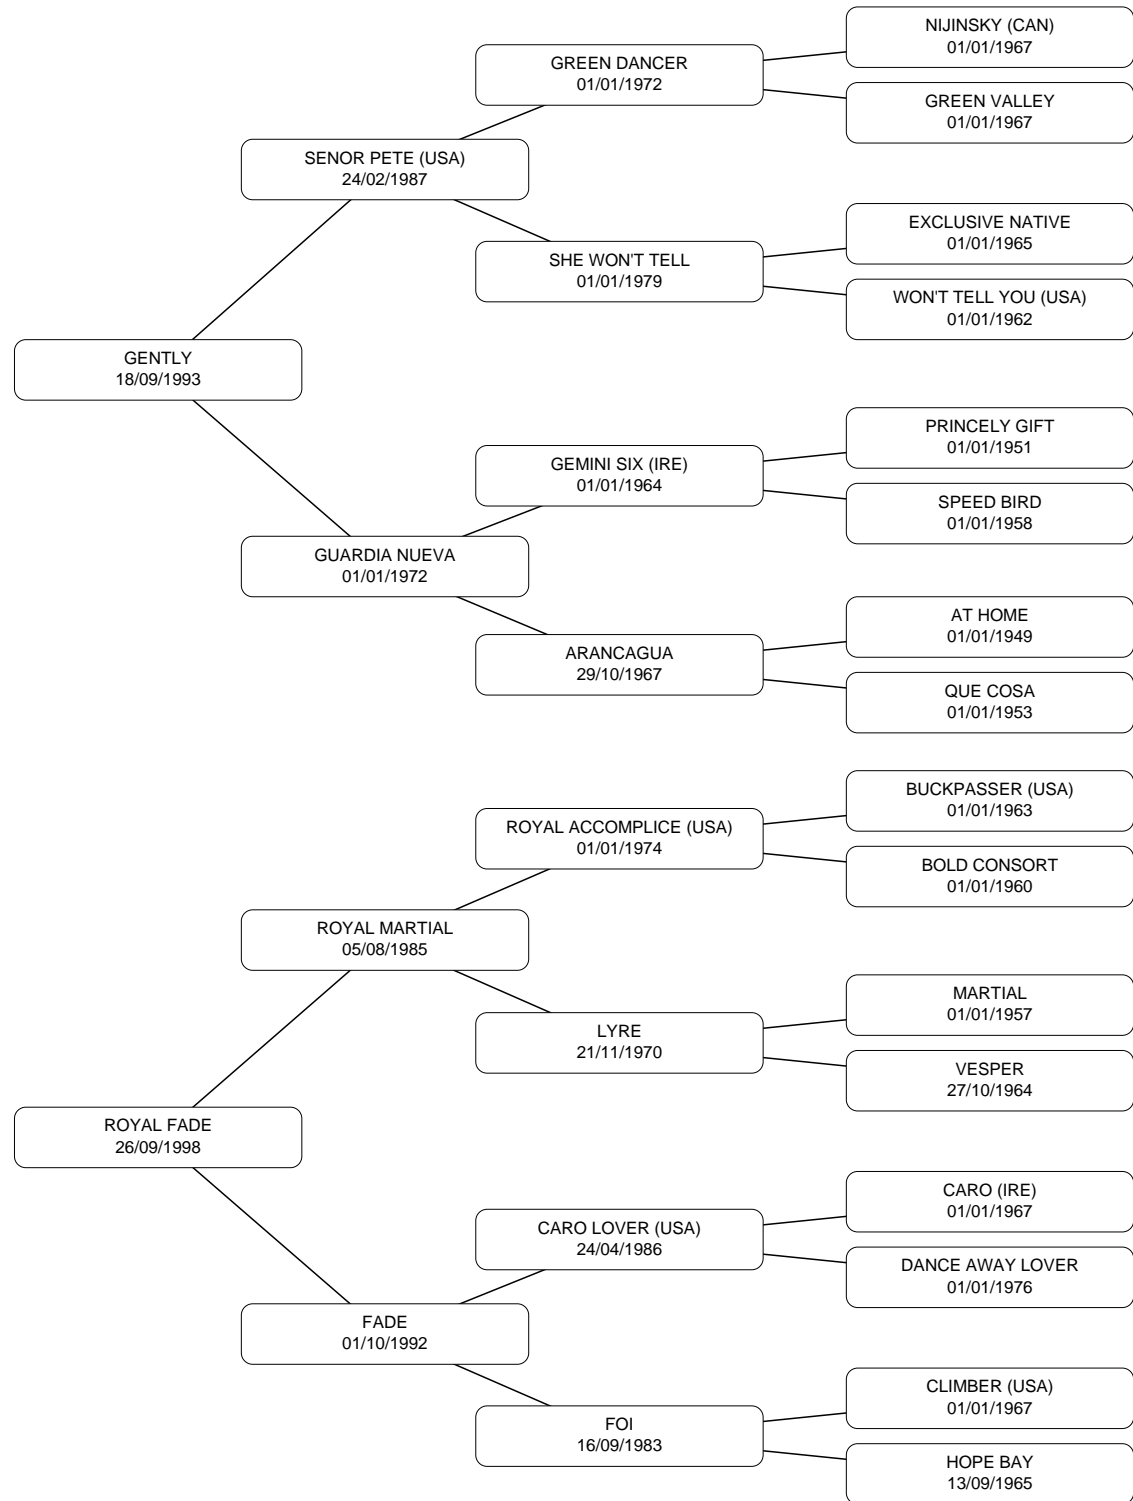 NIJINSKY (CAN)
01/01/1967
GREEN DANCER
01/01/1972
GREEN VALLEY
01/01/1967
SENOR PETE (USA)
24/02/1987
EXCLUSIVE NATIVE
01/01/1965
SHE WON'T TELL
01/01/1979
WON'T TELL YOU (USA)
01/01/1962
GENTLY
18/09/1993
PRINCELY GIFT
01/01/1951
GEMINI SIX (IRE)
01/01/1964
SPEED BIRD
01/01/1958
GUARDIA NUEVA
01/01/1972
AT HOME
01/01/1949
ARANCAGUA
29/10/1967
QUE COSA
01/01/1953
BUCKPASSER (USA)
01/01/1963
ROYAL ACCOMPLICE (USA)
01/01/1974
BOLD CONSORT
01/01/1960
ROYAL MARTIAL
05/08/1985
MARTIAL
01/01/1957
LYRE
21/11/1970
VESPER
27/10/1964
ROYAL FADE
26/09/1998
CARO (IRE)
01/01/1967
CARO LOVER (USA)
24/04/1986
DANCE AWAY LOVER
01/01/1976
FADE
01/10/1992
CLIMBER (USA)
01/01/1967
FOI
16/09/1983
HOPE BAY
13/09/1965